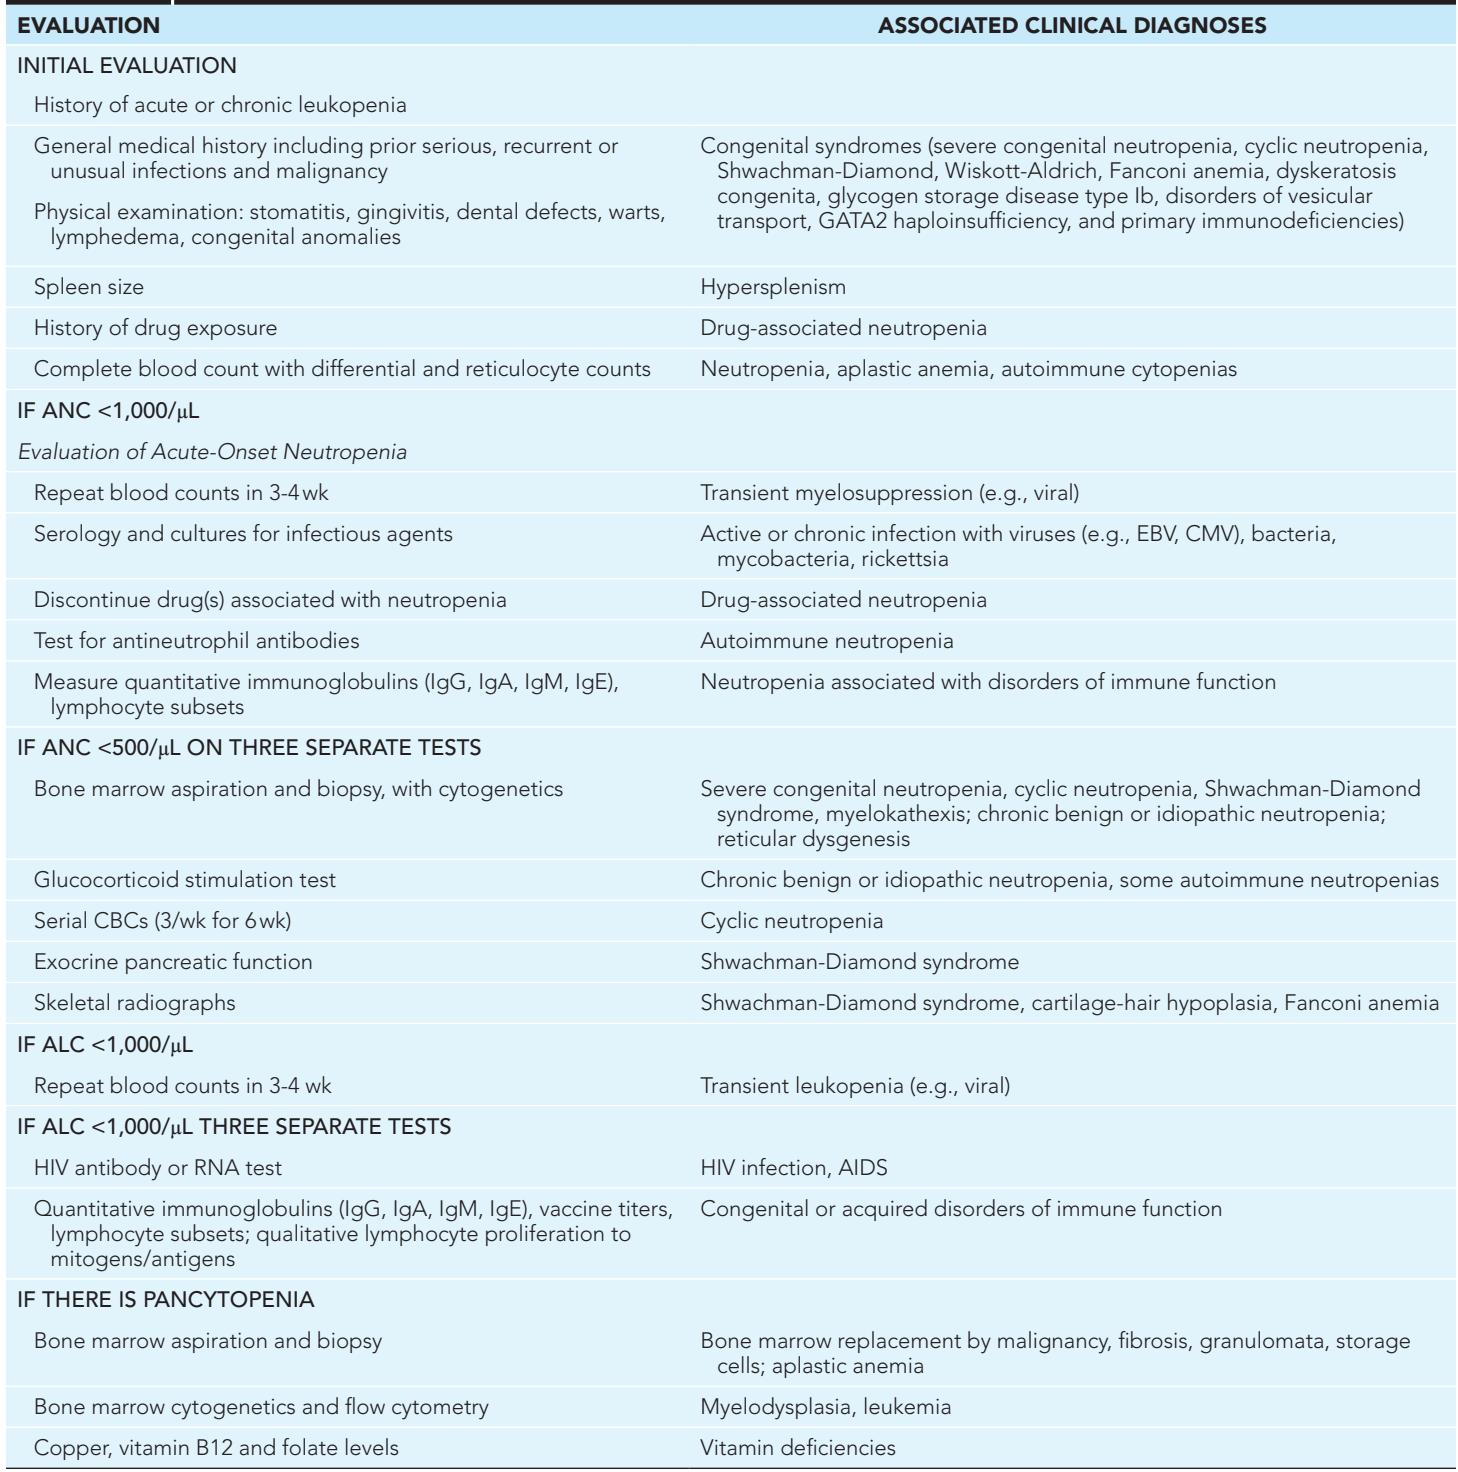 EVALUATION ASSOCIATED CLINICAL DIAGNOSES
INITIAL EVALUATION
History of acute or chronic leukopenia
General medical history including prior serious, recurrent or
unusual infections and malignancy
Physical examination: stomatitis, gingivitis, dental defects, warts,
lymphedema, congenital anomalies
Congenital syndromes (severe congenital neutropenia, cyclic neutropenia,
Shwachman-Diamond, Wiskott-Aldrich, Fanconi anemia, dyskeratosis
congenita, glycogen storage disease type Ib, disorders of vesicular
transport, GATA2 haploinsufficiency, and primary immunodeficiencies)
Spleen size Hypersplenism
History of drug exposure Drug-associated neutropenia
Complete blood count with differential and reticulocyte counts Neutropenia, aplastic anemia, autoimmune cytopenias
IF ANC <1,000/μL
Evaluation of Acute-Onset Neutropenia
Repeat blood counts in 3-4 wk Transient myelosuppression (e.g., viral)
Serology and cultures for infectious agents Active or chronic infection with viruses (e.g., EBV, CMV), bacteria,
mycobacteria, rickettsia
Discontinue drug(s) associated with neutropenia Drug-associated neutropenia
Test for antineutrophil antibodies Autoimmune neutropenia
Measure quantitative immunoglobulins (IgG, IgA, IgM, IgE),
lymphocyte subsets
Neutropenia associated with disorders of immune function
IF ANC <500/μL ON THREE SEPARATE TESTS
Bone marrow aspiration and biopsy, with cytogenetics Severe congenital neutropenia, cyclic neutropenia, Shwachman-Diamond
syndrome, myelokathexis; chronic benign or idiopathic neutropenia;
reticular dysgenesis
Glucocorticoid stimulation test Chronic benign or idiopathic neutropenia, some autoimmune neutropenias
Serial CBCs (3/wk for 6 wk) Cyclic neutropenia
Exocrine pancreatic function Shwachman-Diamond syndrome
Skeletal radiographs Shwachman-Diamond syndrome, cartilage-hair hypoplasia, Fanconi anemia
IF ALC <1,000/μL
Repeat blood counts in 3-4 wk Transient leukopenia (e.g., viral)
IF ALC <1,000/μL THREE SEPARATE TESTS
HIV antibody or RNA test HIV infection, AIDS
Quantitative immunoglobulins (IgG, IgA, IgM, IgE), vaccine titers,
lymphocyte subsets; qualitative lymphocyte proliferation to
mitogens/antigens
Congenital or acquired disorders of immune function
IF THERE IS PANCYTOPENIA
Bone marrow aspiration and biopsy Bone marrow replacement by malignancy, fibrosis, granulomata, storage
cells; aplastic anemia
Bone marrow cytogenetics and flow cytometry Myelodysplasia, leukemia
Copper, vitamin B12 and folate levels Vitamin deficiencies